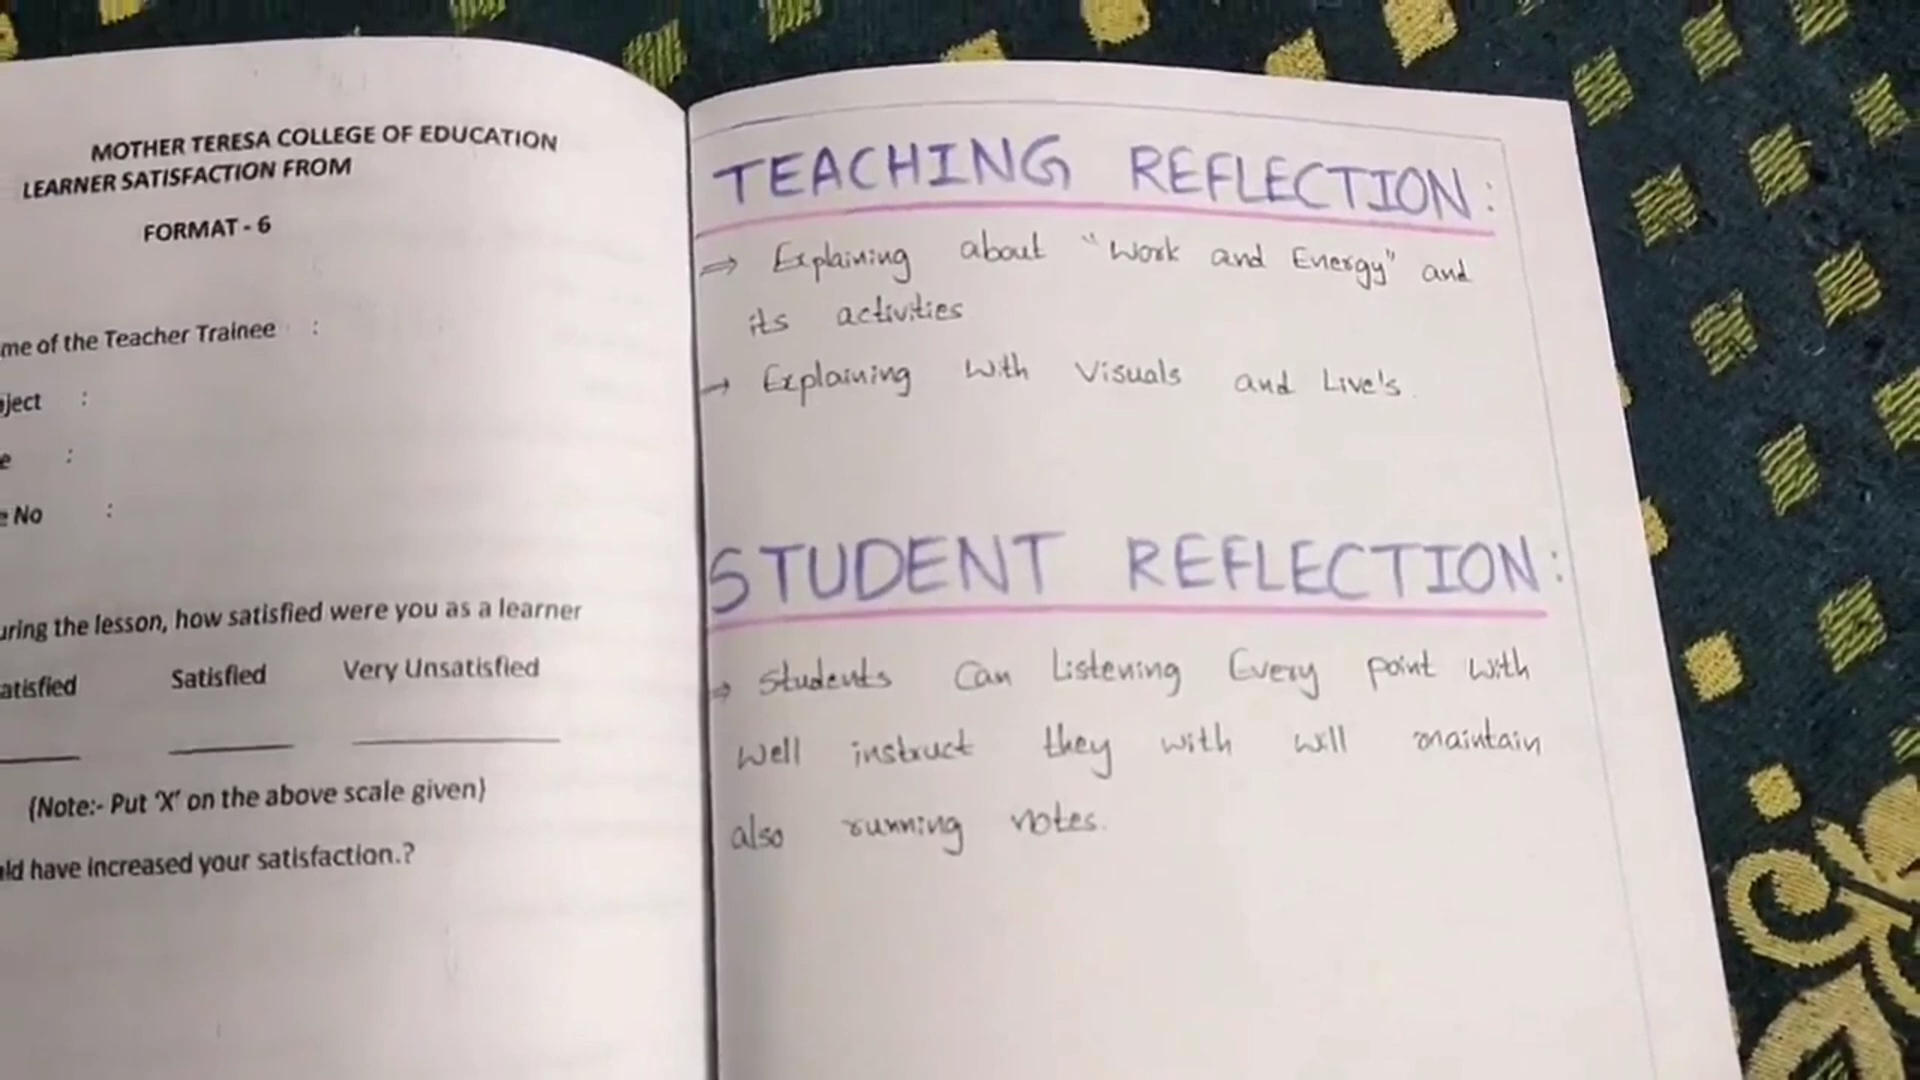 MOTHER TERESA COLLEGE OF EDUCATION
LEARNER SATISFACTION FROM
FORMAT - 6
me of the Teacher Trainee :
ject :
e :
e No :
uring the lesson, how satisfied were you as a learner
atisfied Satisfied Very Unsatisfied
(Note:- Put 'X' on the above scale given)
ld have increased your satisfaction.?
TEACHING REFLECTION:
⇒ Explaining about "Work and Energy" and
its activities
→ Explaining with Visuals and Live's.
STUDENT REFLECTION:
⇒ Students Can Listening Every point with
well instruct they with will maintain
also running notes.